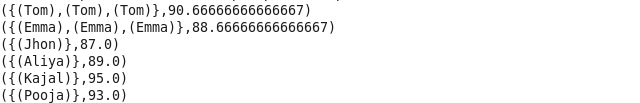 ({(Tom),(Tom),(Tom)},90.66666666666667)
({(Emma),(Emma),(Emma)},88.66666666666667)
({(Jhon)},87.0)
({(Aliya)},89.0)
({(Kajal)},95.0)
({(Pooja)},93.0)